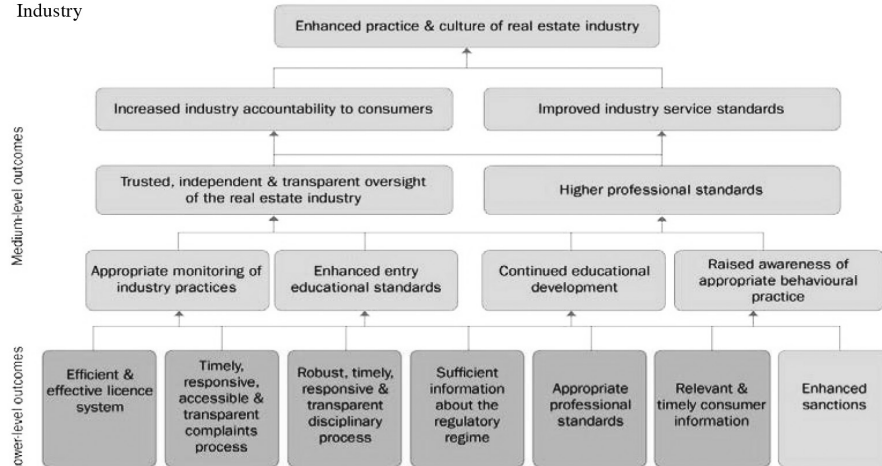 Industry
Enhanced practice & culture of real estate industry
Increased industry accountability to consumers
Improved industry service standards
Medium-level outcomes
Trusted, independent & transparent oversight
of the real estate industry
Higher professional standards
Appropriate monitoring of
industry practices
Enhanced entry
educational standards
Continued educational
development
Raised awareness of
appropriate behavioural
practice
ower-level outcomes
Efficient &
effective licence
system
Timely,
responsive,
accessible &
transparent
complaints
process
Robust, timely,
responsive &
transparent
disciplinary
process
Sufficient
information
about the
regulatory
regime
Appropriate
professional
standards
Relevant &
timely consumer
information
Enhanced
sanctions